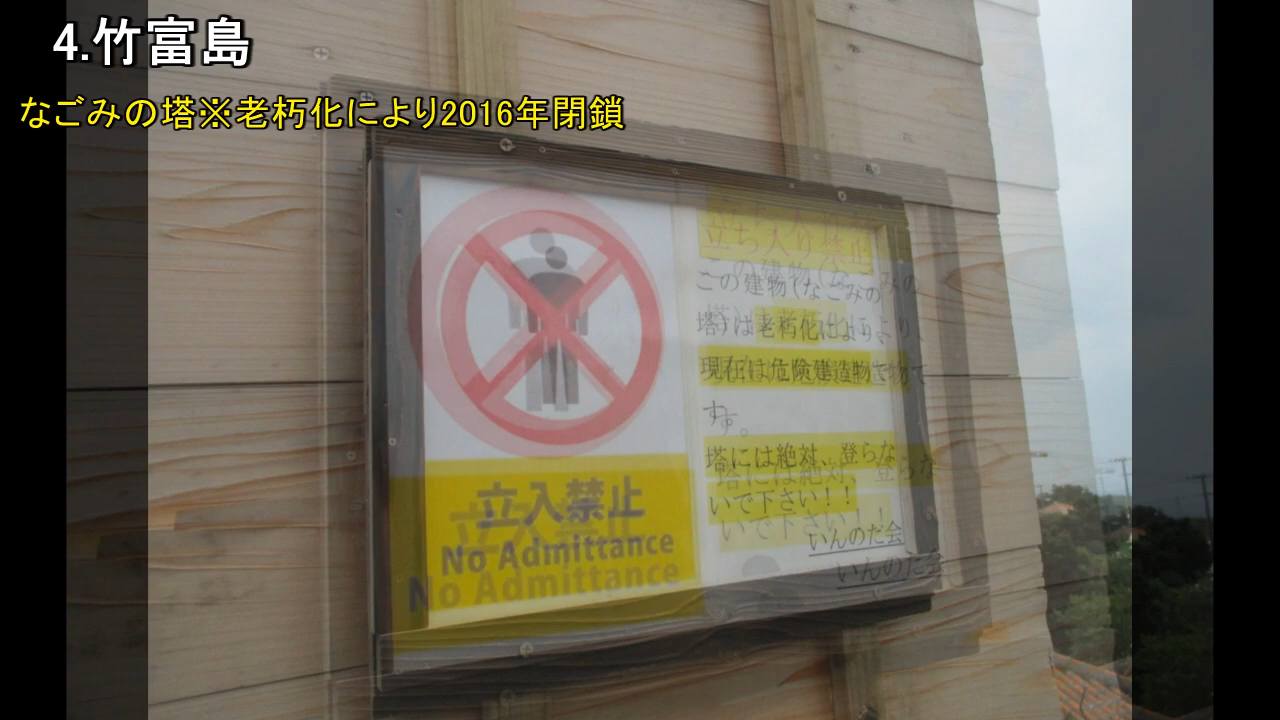 4.竹富島
なごみの塔※老朽化により2016年閉鎖
立ち入り禁止
この建物(なごみの
塔)は老朽化により、
現在は危険建造物で
す。
塔には絶対、登らな
いで下さい!!
いんのだ会
立入禁止
No Admittance